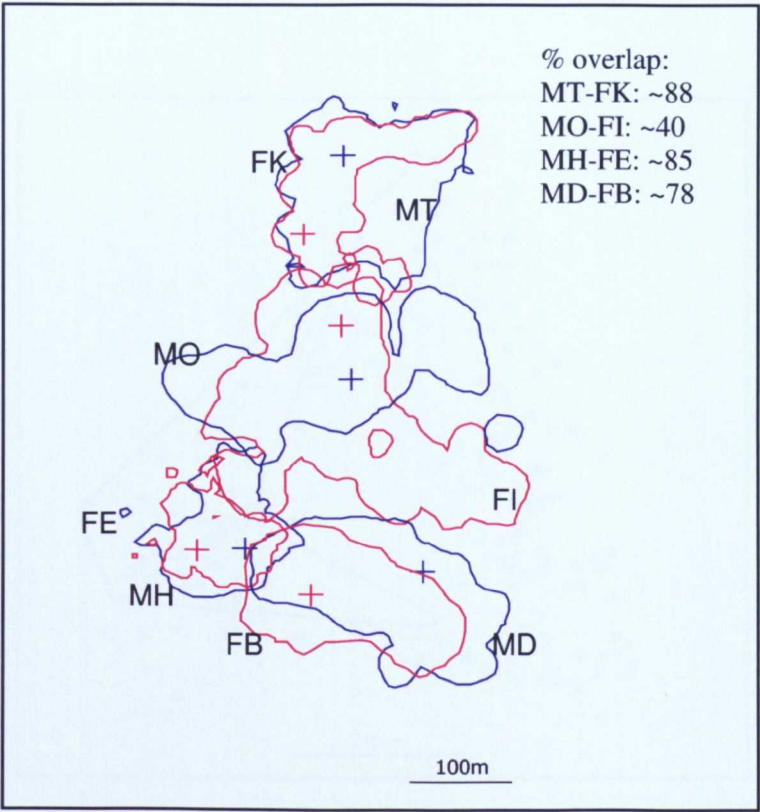 % overlap:
MT-FK: ~88
MO-FI: ~40
MH-FE: ~85
MD-FB: ~78
FK
MT
MO
FI
FE
MH
FB
MD
100m